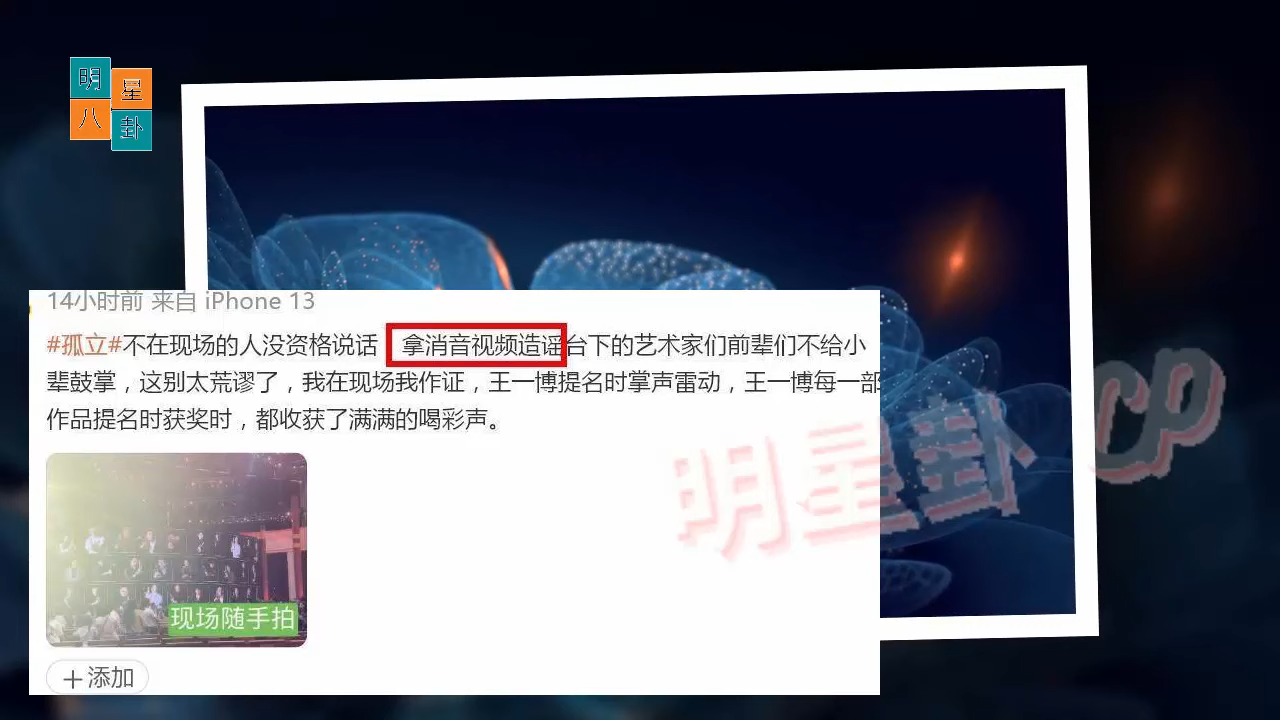 明星
八卦
14小时前 来自 iPhone 13
#孤立#不在现场的人没资格说话，拿消音视频造谣台下的艺术家们前辈们不给小
辈鼓掌，这别太荒谬了，我在现场我作证，王一博提名时掌声雷动，王一博每一部
作品提名时获奖时，都收获了满满的喝彩声。
明星卦cp
现场随手拍
＋添加